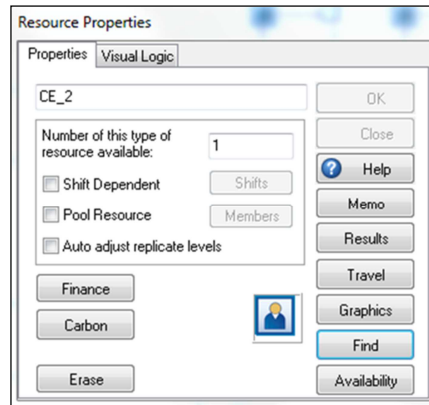 Resource Properties
Properties
Visual Logic
CE_2
Number of this type of
resource available:
1
Shift Dependent
Shifts
Pool Resource
Members
Auto adjust replicate levels
Finance
Carbon
Erase
OK
Close
? Help
Memo
Results
Travel
Graphics
Find
Availability